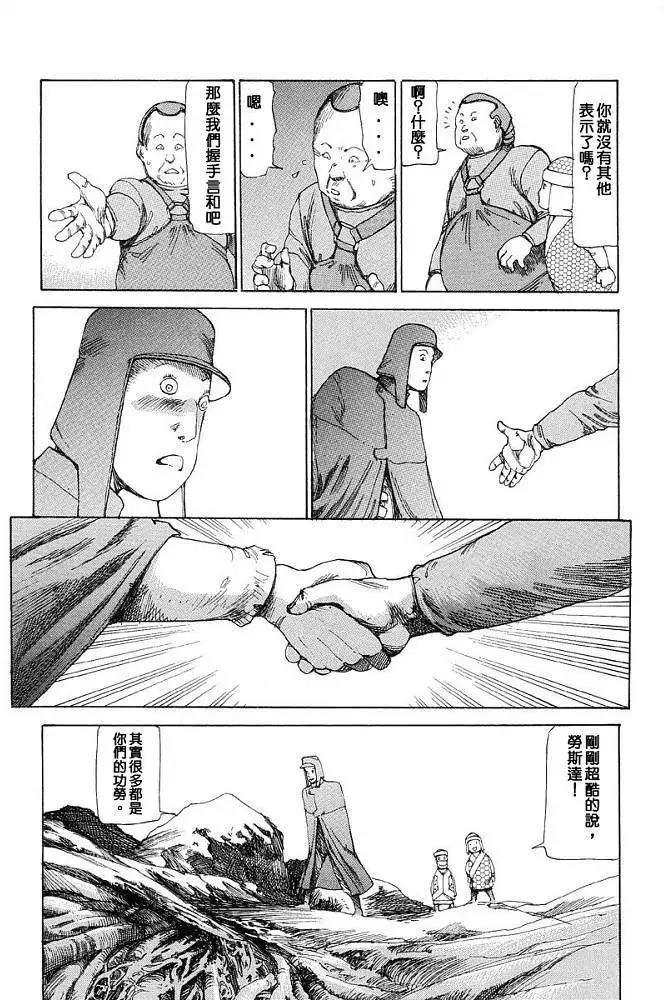 你就沒有其他
表示了嗎？
啊？什麼？
噢
．．．
嗯
．．．
那麼我們握手言和吧
剛剛超酷的說，
勞斯達！
其實很多都是
你們的功勞。